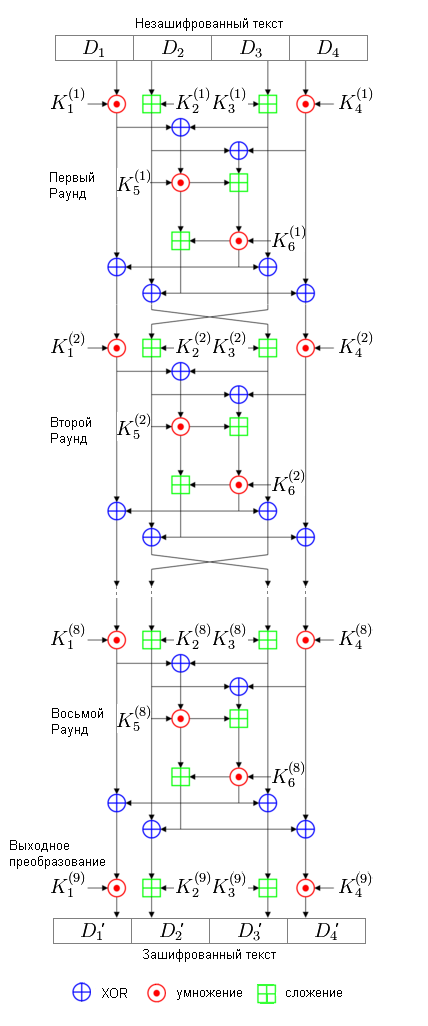 Незашифрованный текст
D₁ D₂ D₃ D₄
K₁⁽¹⁾ K₂⁽¹⁾ K₃⁽¹⁾ K₄⁽¹⁾
Первый
Раунд
K₅⁽¹⁾
K₆⁽¹⁾
K₁⁽²⁾ K₂⁽²⁾ K₃⁽²⁾ K₄⁽²⁾
Второй
Раунд
K₅⁽²⁾
K₆⁽²⁾
K₁⁽⁸⁾ K₂⁽⁸⁾ K₃⁽⁸⁾ K₄⁽⁸⁾
Восьмой
Раунд
K₅⁽⁸⁾
K₆⁽⁸⁾
Выходное
преобразование
K₁⁽⁹⁾ K₂⁽⁹⁾ K₃⁽⁹⁾ K₄⁽⁹⁾
D₁' D₂' D₃' D₄'
Зашифрованный текст
XOR умножение сложение